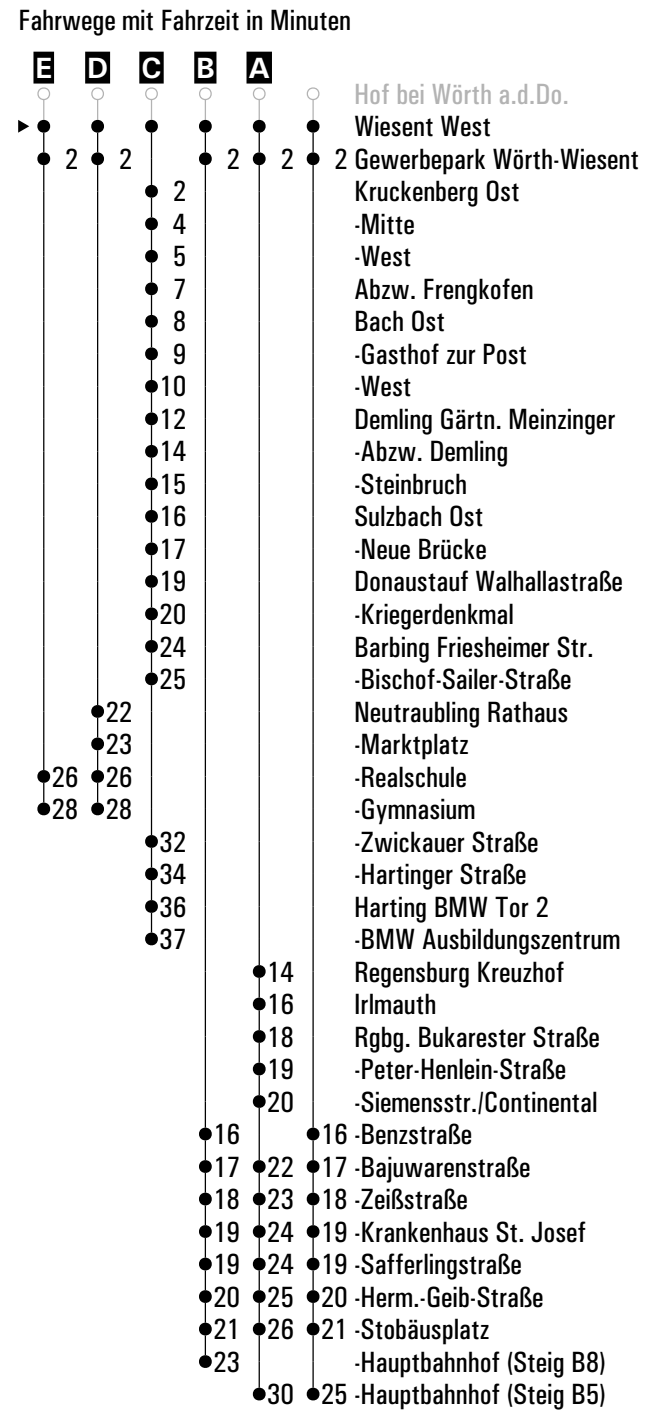 Fahrwege mit Fahrzeit in Minuten
E D C B A
Hof bei Wörth a.d.Do.
Wiesent West
2 2 2 2 2 Gewerbepark Wörth-Wiesent
2 Kruckenberg Ost
4 -Mitte
5 -West
7 Abzw. Frengkofen
8 Bach Ost
9 -Gasthof zur Post
10 -West
12 Demling Gärtn. Meinzinger
14 -Abzw. Demling
15 -Steinbruch
16 Sulzbach Ost
17 -Neue Brücke
19 Donaustauf Walhallastraße
20 -Kriegerdenkmal
24 Barbing Friesheimer Str.
25 -Bischof-Sailer-Straße
22 Neutraubling Rathaus
23 -Marktplatz
26 26 -Realschule
28 28 -Gymnasium
32 -Zwickauer Straße
34 -Hartinger Straße
36 Harting BMW Tor 2
37 -BMW Ausbildungszentrum
14 Regensburg Kreuzhof
16 Irlmauth
18 Rgbg. Bukarester Straße
19 -Peter-Henlein-Straße
20 -Siemensstr./Continental
16 16 -Benzstraße
17 22 17 -Bajuwarenstraße
18 23 18 -Zeißstraße
19 24 19 -Krankenhaus St. Josef
19 24 19 -Safferlingstraße
20 25 20 -Herm.-Geib-Straße
21 26 21 -Stobäusplatz
23 -Hauptbahnhof (Steig B8)
30 25 -Hauptbahnhof (Steig B5)